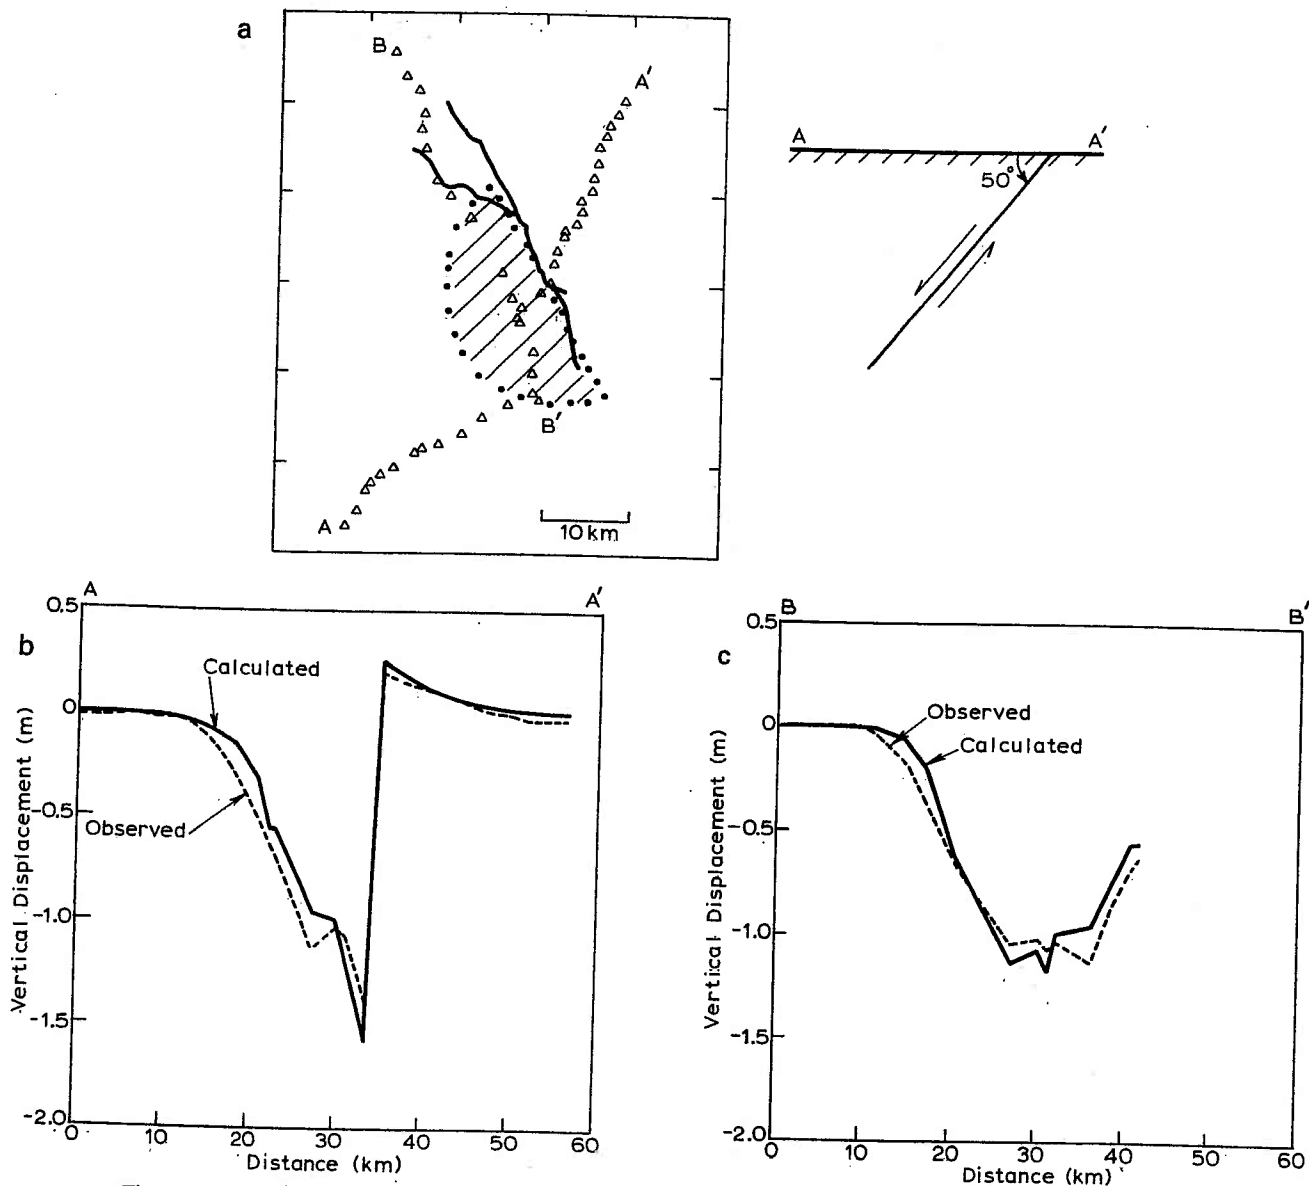 a
B
A'
B'
A
10 km
A
A'
50°
b
A
A'
0.5
0
-0.5
-1.0
-1.5
-2.0
Vertical Displacement (m)
Calculated
Observed
0 10 20 30 40 50 60
Distance (km)
c
B
B'
0.5
0
-0.5
-1.0
-1.5
-2.0
Vertical Displacement (m)
Observed
Calculated
0 10 20 30 40 50 60
Distance (km)